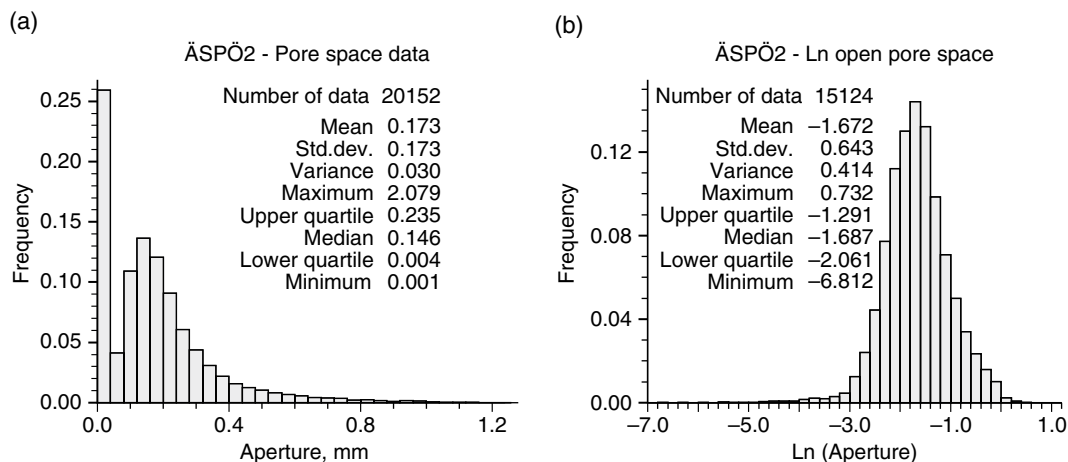 (a)
ÄSPÖ2 - Pore space data
Number of data 20152
Mean 0.173
Std.dev. 0.173
Variance 0.030
Maximum 2.079
Upper quartile 0.235
Median 0.146
Lower quartile 0.004
Minimum 0.001
Frequency
0.25
0.20
0.15
0.10
0.05
0.00
0.0 0.4 0.8 1.2
Aperture, mm
(b)
ÄSPÖ2 - Ln open pore space
Number of data 15124
Mean –1.672
Std.dev. 0.643
Variance 0.414
Maximum 0.732
Upper quartile –1.291
Median –1.687
Lower quartile –2.061
Minimum –6.812
Frequency
0.12
0.08
0.04
0.00
–7.0 –5.0 –3.0 –1.0 1.0
Ln (Aperture)